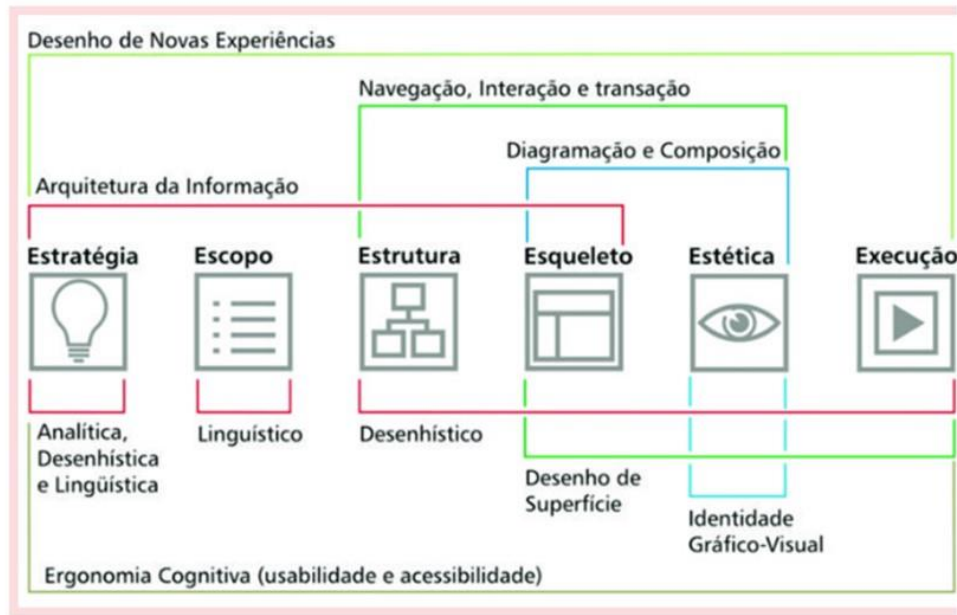 Desenho de Novas Experiências
Navegação, Interação e transação
Diagramação e Composição
Arquitetura da Informação
Estratégia
Escopo
Estrutura
Esqueleto
Estética
Execução
Analítica,
Desenhística
e Lingüística
Linguístico
Desenhístico
Desenho de
Superfície
Identidade
Gráfico-Visual
Ergonomia Cognitiva (usabilidade e acessibilidade)